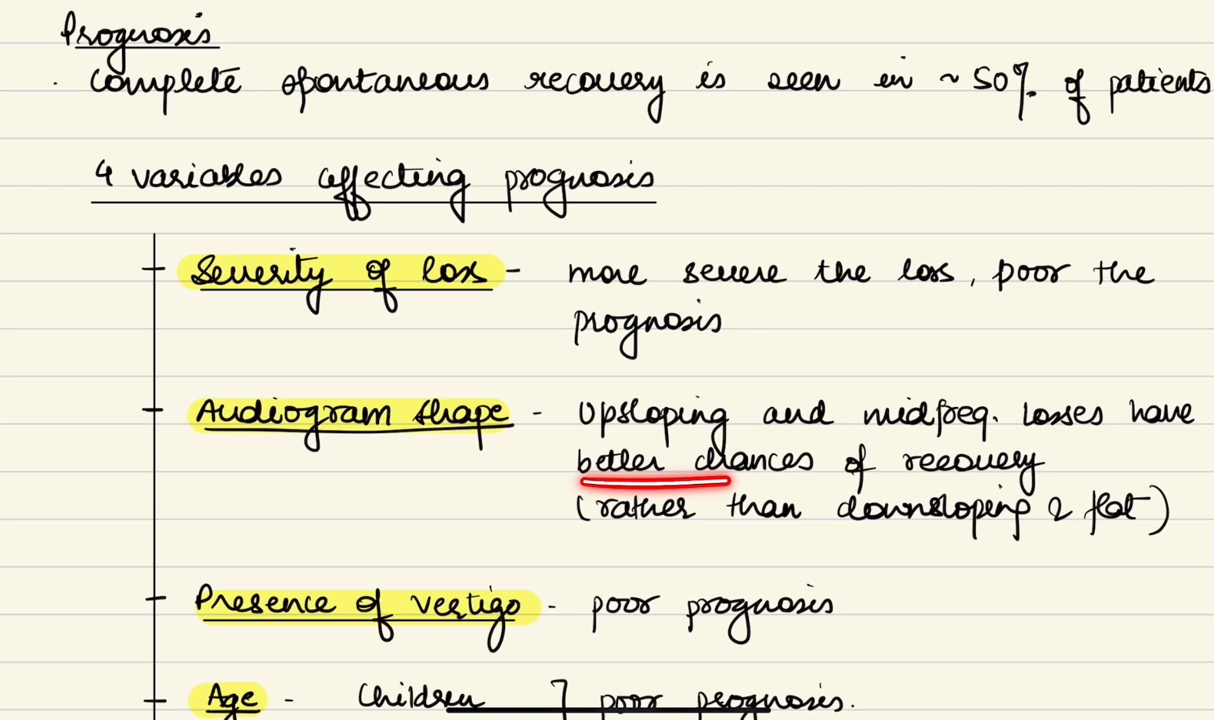 Prognosis
· Complete spontaneous recovery is seen in ~ 50% of patients
4 variables affecting prognosis
Severity of loss - more severe the loss, poor the
prognosis
Audiogram shape - Upsloping and midfreq. losses have
better chances of recovery
(rather than downsloping & flat)
Presence of vertigo - poor prognosis
Age - Children ] poor prognosis.